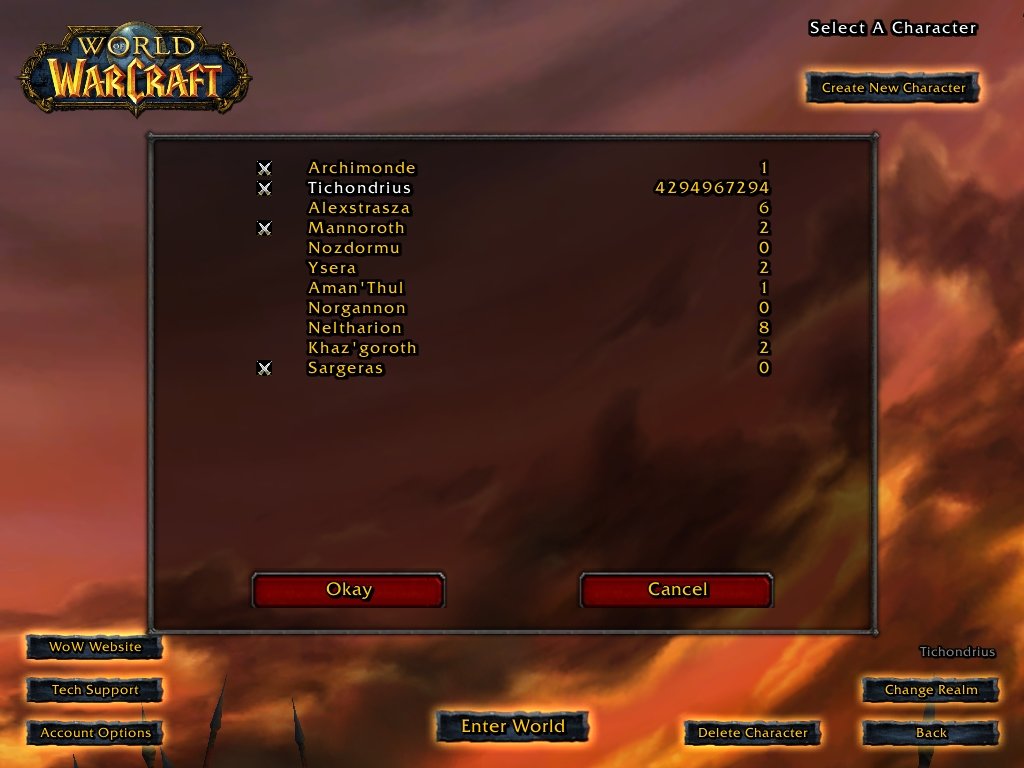 Select A Character
WORLD
OF
WARCRAFT
Create New Character
Archimonde 1
Tichondrius 4294967294
Alexstrasza 6
Mannoroth 2
Nozdormu 0
Ysera 2
Aman'Thul 1
Norgannon 0
Neltharion 8
Khaz'goroth 2
Sargeras 0
Okay Cancel
WoW Website
Tichondrius
Tech Support
Change Realm
Account Options
Enter World
Delete Character
Back